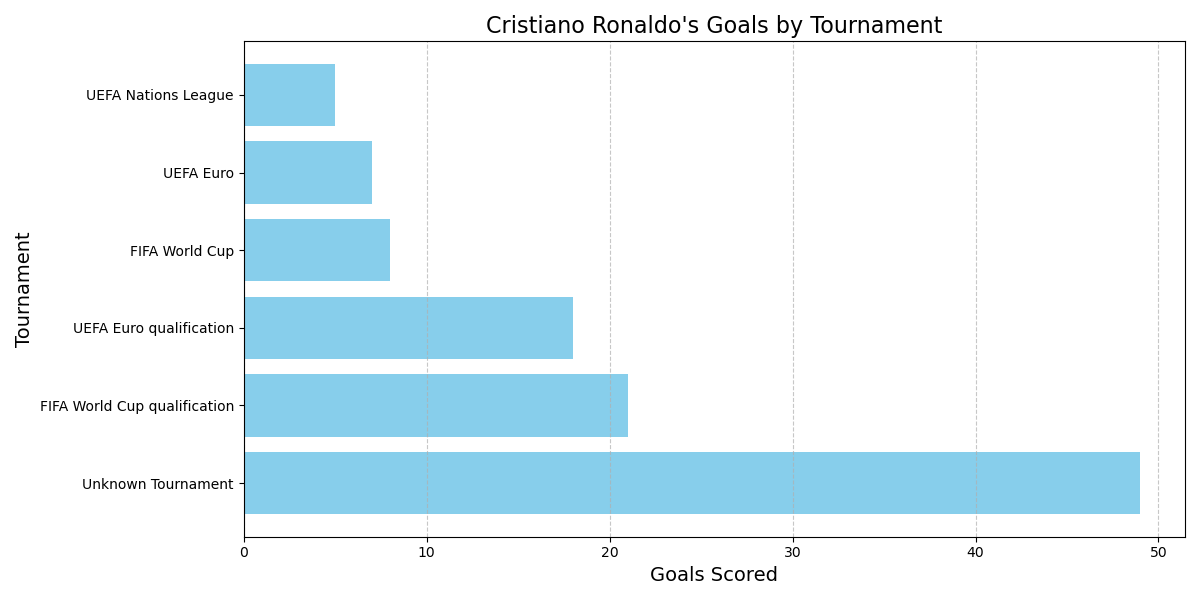 Cristiano Ronaldo's Goals by Tournament
Tournament
UEFA Nations League
UEFA Euro
FIFA World Cup
UEFA Euro qualification
FIFA World Cup qualification
Unknown Tournament
0 10 20 30 40 50
Goals Scored